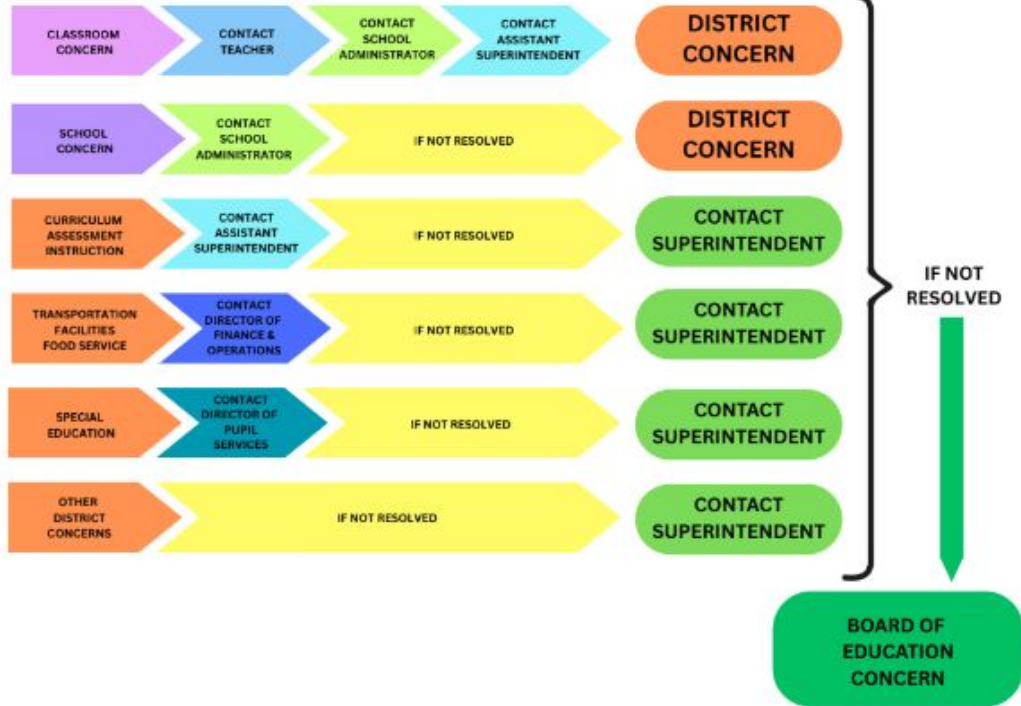 CLASSROOM
CONCERN
CONTACT
TEACHER
CONTACT
SCHOOL
ADMINISTRATOR
CONTACT
ASSISTANT
SUPERINTENDENT
DISTRICT
CONCERN
SCHOOL
CONCERN
CONTACT
SCHOOL
ADMINISTRATOR
IF NOT RESOLVED
DISTRICT
CONCERN
CURRICULUM
ASSESSMENT
INSTRUCTION
CONTACT
ASSISTANT
SUPERINTENDENT
IF NOT RESOLVED
CONTACT
SUPERINTENDENT
TRANSPORTATION
FACILITIES
FOOD SERVICE
CONTACT
DIRECTOR OF
FINANCE &
OPERATIONS
IF NOT RESOLVED
CONTACT
SUPERINTENDENT
SPECIAL
EDUCATION
CONTACT
DIRECTOR OF
PUPIL
SERVICES
IF NOT RESOLVED
CONTACT
SUPERINTENDENT
OTHER
DISTRICT
CONCERNS
IF NOT RESOLVED
CONTACT
SUPERINTENDENT
IF NOT
RESOLVED
BOARD OF
EDUCATION
CONCERN